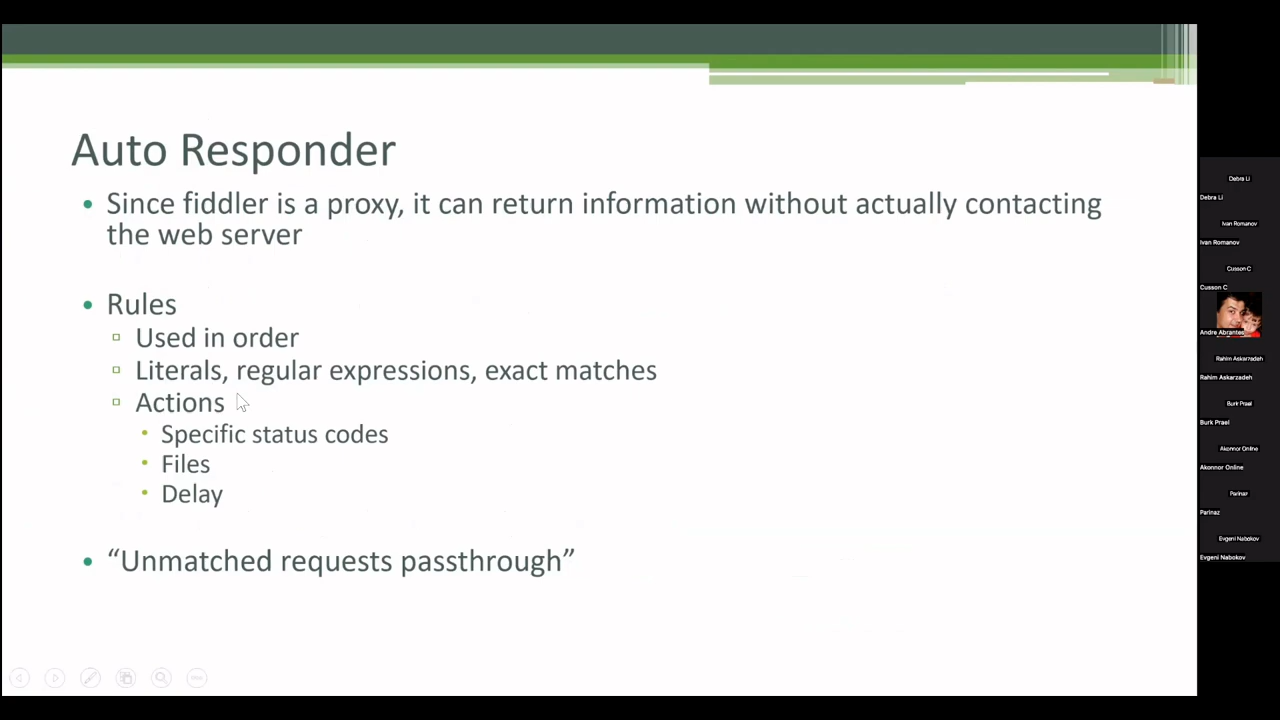 Auto Responder
• Since fiddler is a proxy, it can return information without actually contacting
the web server
• Rules
Used in order
Literals, regular expressions, exact matches
Actions
• Specific status codes
• Files
• Delay
• “Unmatched requests passthrough”
Debra Li
Debra Li
Ivan Romanov
Ivan Romanov
Cusson C
Cusson C
Andre Abrantes
Rahim Askarzadeh
Rahim Askarzadeh
Burk Prael
Burk Prael
Akonnor Online
Akonnor Online
Parinaz
Parinaz
Evgeni Nabokov
Evgeni Nabokov